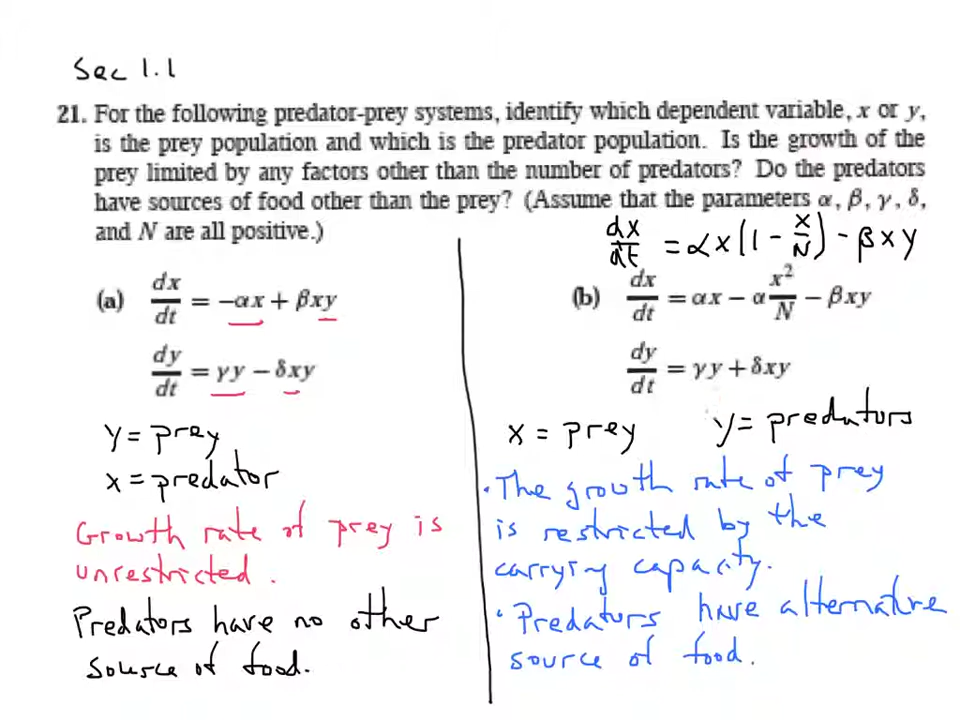 Sec 1.1
21. For the following predator-prey systems, identify which dependent variable, x or y,
is the prey population and which is the predator population. Is the growth of the
prey limited by any factors other than the number of predators? Do the predators
have sources of food other than the prey? (Assume that the parameters α, β, γ, δ,
and N are all positive.)
(a) dx/dt = -αx + βxy
dy/dt = γy - δxy
y = prey
x = predator
Growth rate of prey is
unrestricted.
Predators have no other
source of food.
dx/dt = αx(1 - x/N) - βxy
(b) dx/dt = αx - α x²/N - βxy
dy/dt = γy + δxy
x = prey y = predators
• The growth rate of prey
is restricted by the
carrying capacity.
• Predators have alternative
source of food.